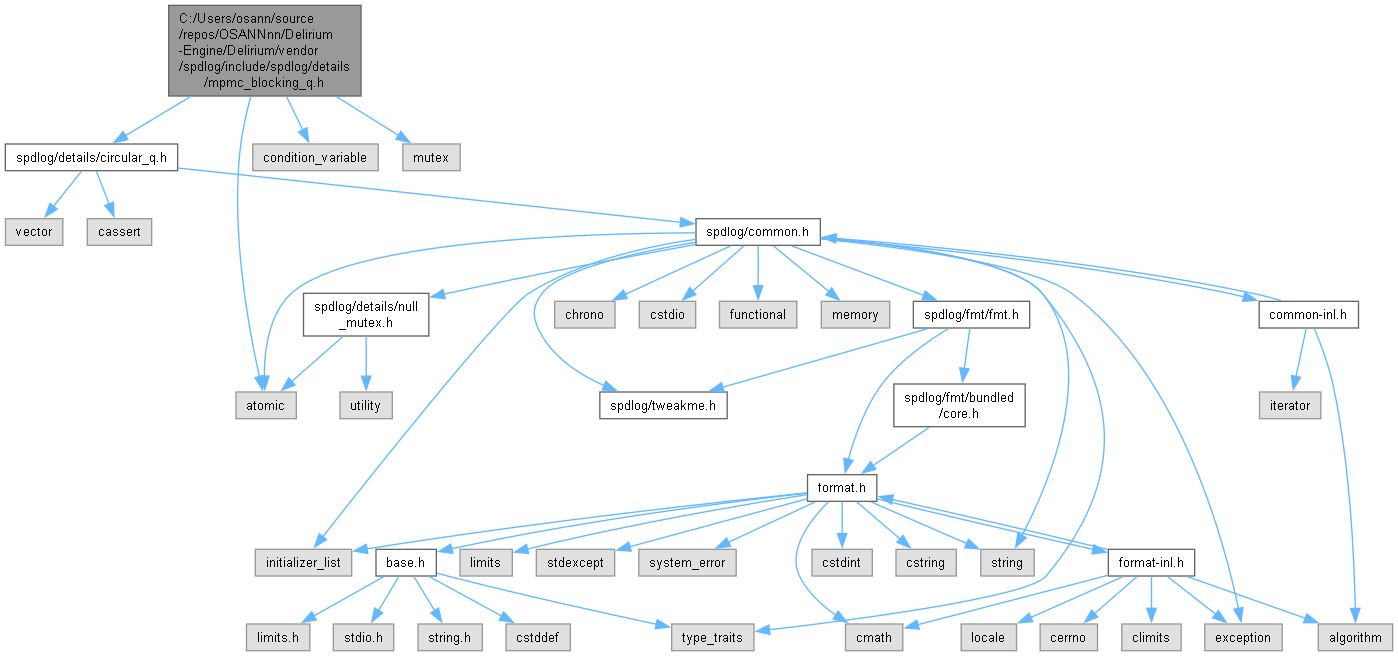 C:/Users/osann/source
/repos/OSANNnn/Delirium
-Engine/Delirium/vendor
/spdlog/include/spdlog/details
/mpmc_blocking_q.h
spdlog/details/circular_q.h
condition_variable
mutex
vector
cassert
spdlog/common.h
spdlog/details/null
_mutex.h
chrono
cstdio
functional
memory
spdlog/fmt/fmt.h
common-inl.h
atomic
utility
spdlog/tweakme.h
spdlog/fmt/bundled
/core.h
iterator
format.h
initializer_list
base.h
limits
stdexcept
system_error
cstdint
cstring
string
format-inl.h
limits.h
stdio.h
string.h
cstddef
type_traits
cmath
locale
cerrno
climits
exception
algorithm